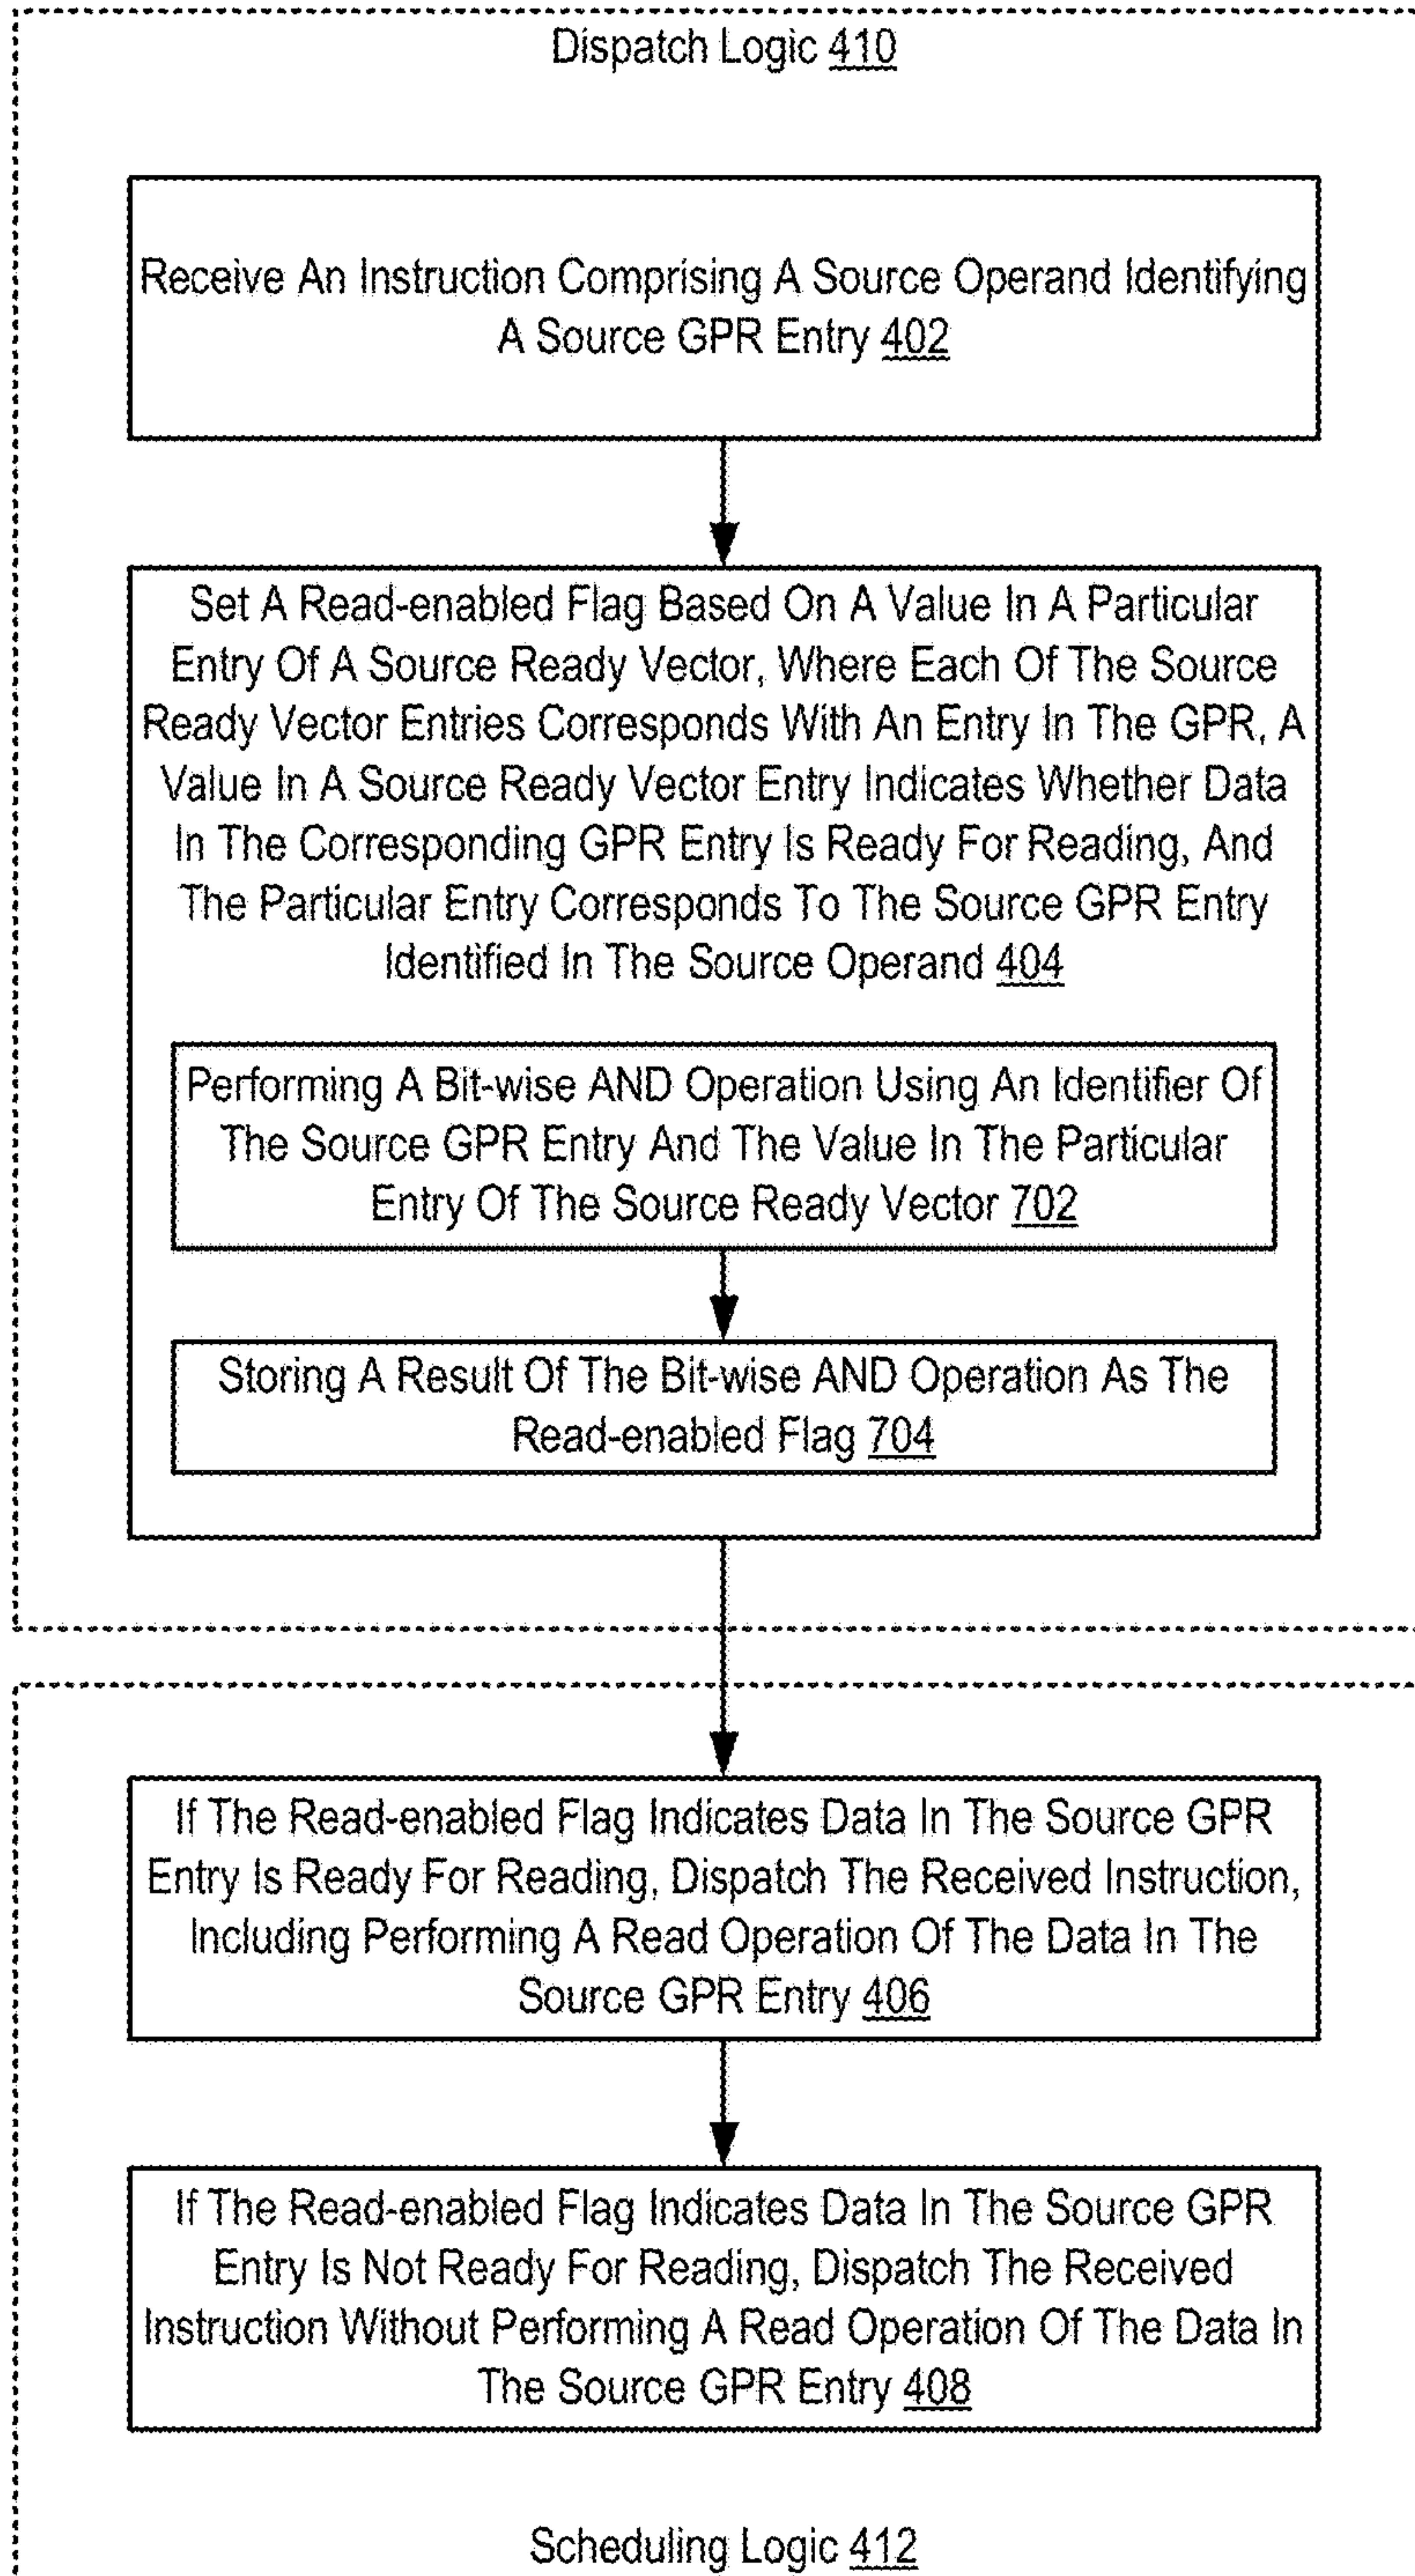 Dispatch Logic 410
Receive An Instruction Comprising A Source Operand Identifying
A Source GPR Entry 402
Set A Read-enabled Flag Based On A Value In A Particular
Entry Of A Source Ready Vector, Where Each Of The Source
Ready Vector Entries Corresponds With An Entry In The GPR, A
Value In A Source Ready Vector Entry Indicates Whether Data
In The Corresponding GPR Entry Is Ready For Reading, And
The Particular Entry Corresponds To The Source GPR Entry
Identified In The Source Operand 404
Performing A Bit-wise AND Operation Using An Identifier Of
The Source GPR Entry And The Value In The Particular
Entry Of The Source Ready Vector 702
Storing A Result Of The Bit-wise AND Operation As The
Read-enabled Flag 704
If The Read-enabled Flag Indicates Data In The Source GPR
Entry Is Ready For Reading, Dispatch The Received Instruction,
Including Performing A Read Operation Of The Data In The
Source GPR Entry 406
If The Read-enabled Flag Indicates Data In The Source GPR
Entry Is Not Ready For Reading, Dispatch The Received
Instruction Without Performing A Read Operation Of The Data In
The Source GPR Entry 408
Scheduling Logic 412